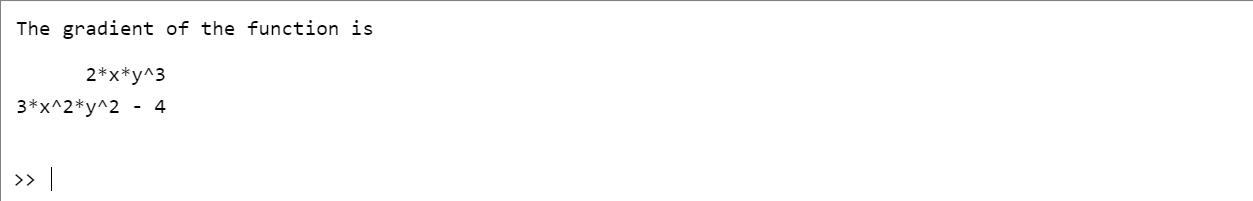 The gradient of the function is
2*x*y^3
3*x^2*y^2 - 4
>>